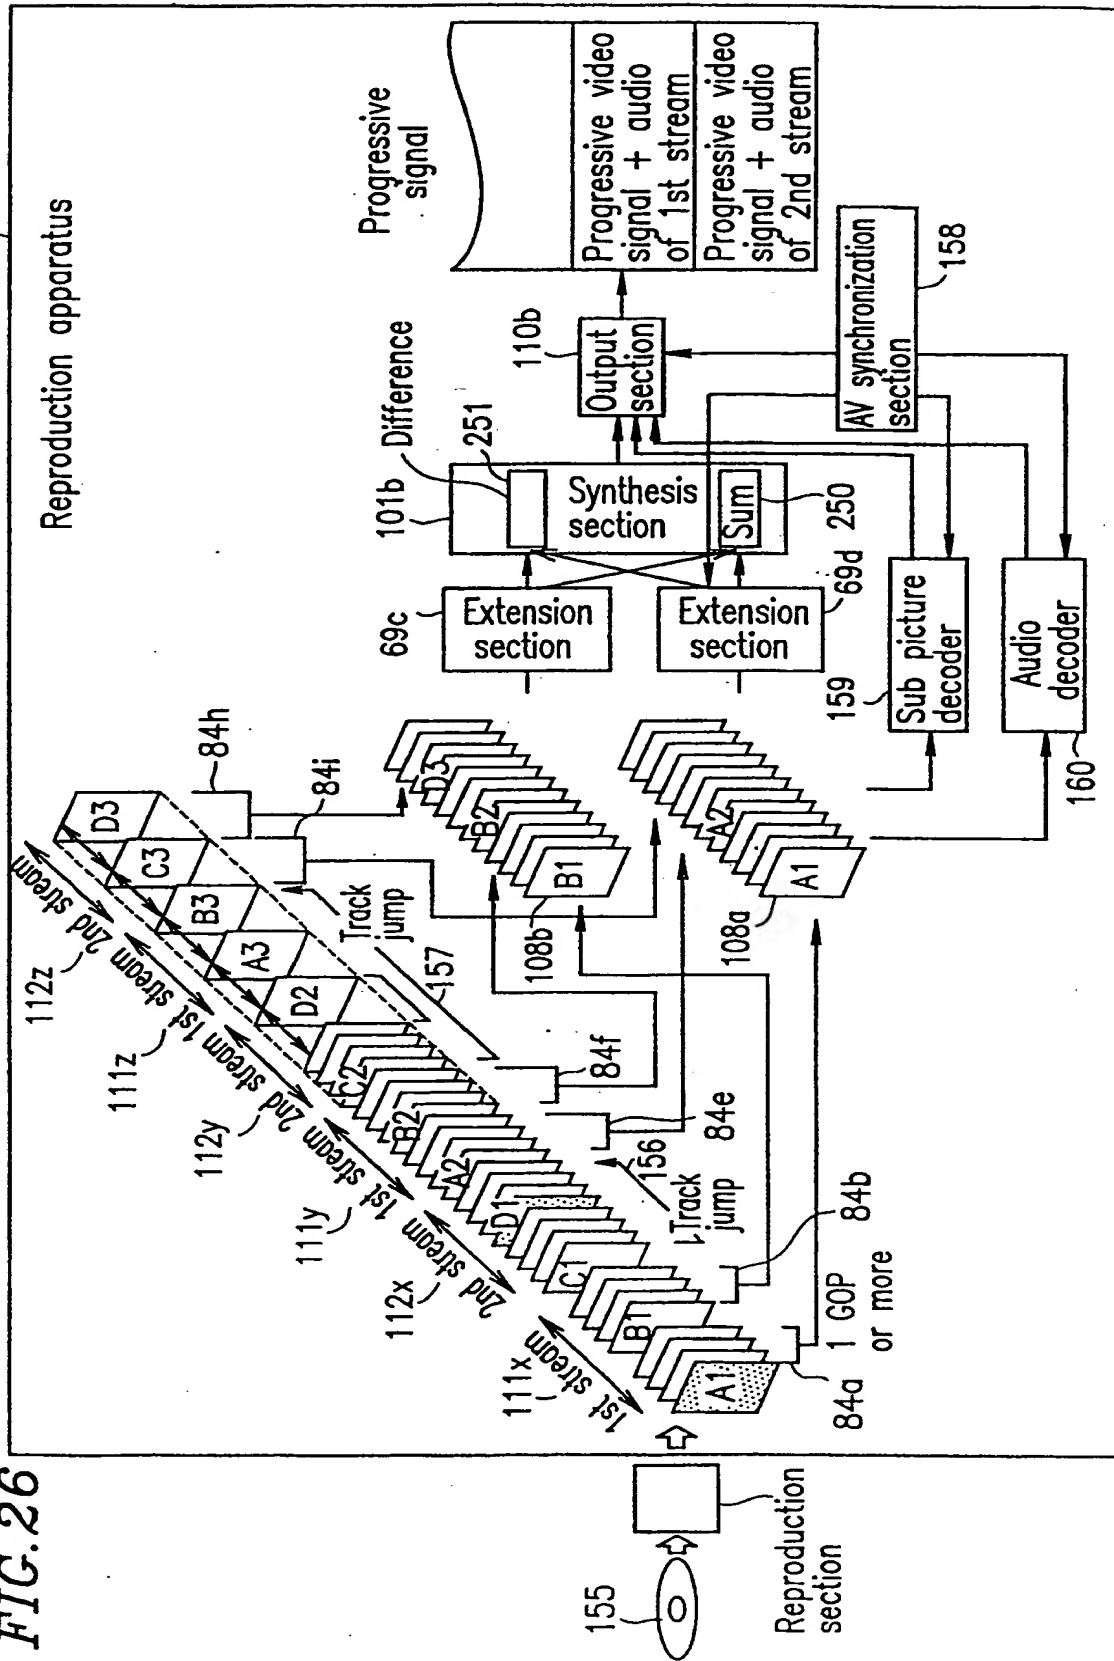 FIG.26
Reproduction apparatus
Progressive
signal
Progressive video
signal + audio
of 1st stream
Progressive video
signal + audio
of 2nd stream
110b
Output
section
AV synchronization
section
158
Difference
251
101b
Synthesis
section
Sum
250
69c
Extension
section
69d
Extension
section
159
Sub picture
decoder
Audio
decoder
160
84h
84i
D3
B2
B1
108b
A2
A1
108a
D3
C3
B3
A3
D2
C2
B2
A2
D1
C1
B1
A1
112z
2nd stream
111z
1st stream
112y
2nd stream
111y
1st stream
112x
2nd stream
111x
1st stream
Track
jump
157
84f
84e
156
Track
jump
84b
1 GOP
or more
84a
155
Reproduction
section